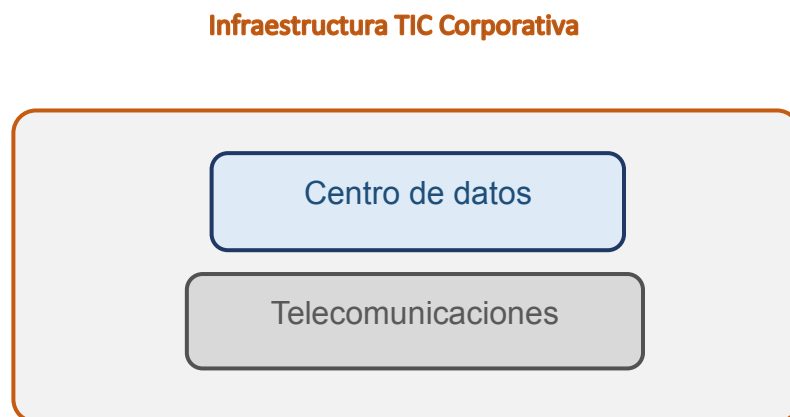 Infraestructura TIC Corporativa
Centro de datos
Telecomunicaciones